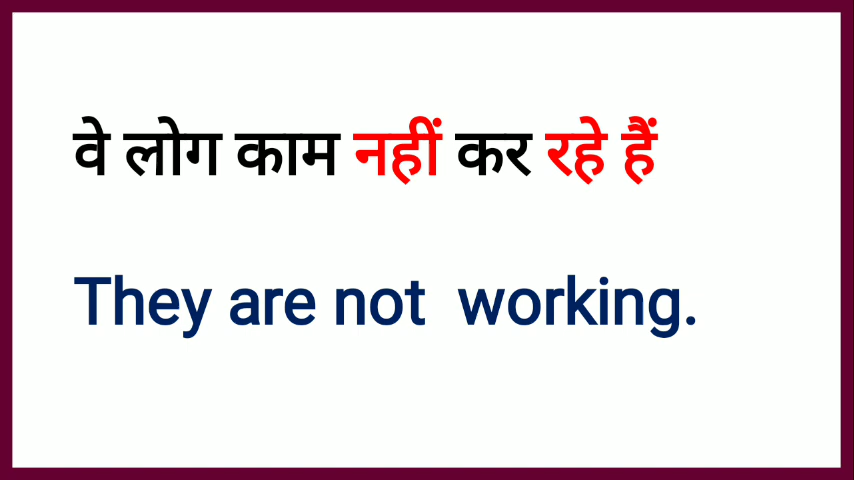 वे लोग काम नहीं कर रहे हैं
They are not working.